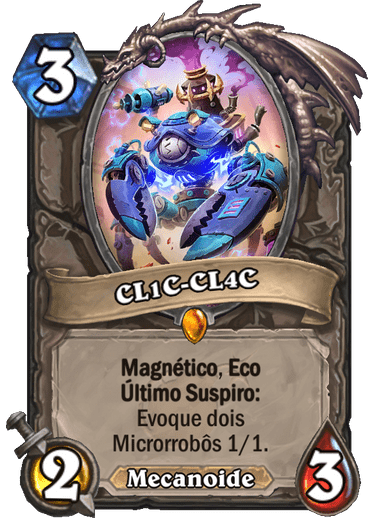 3
CL1C-CL4C
Magnético, Eco
Último Suspiro:
Evoque dois
Microrrobôs 1/1.
2
Mecanoide
3